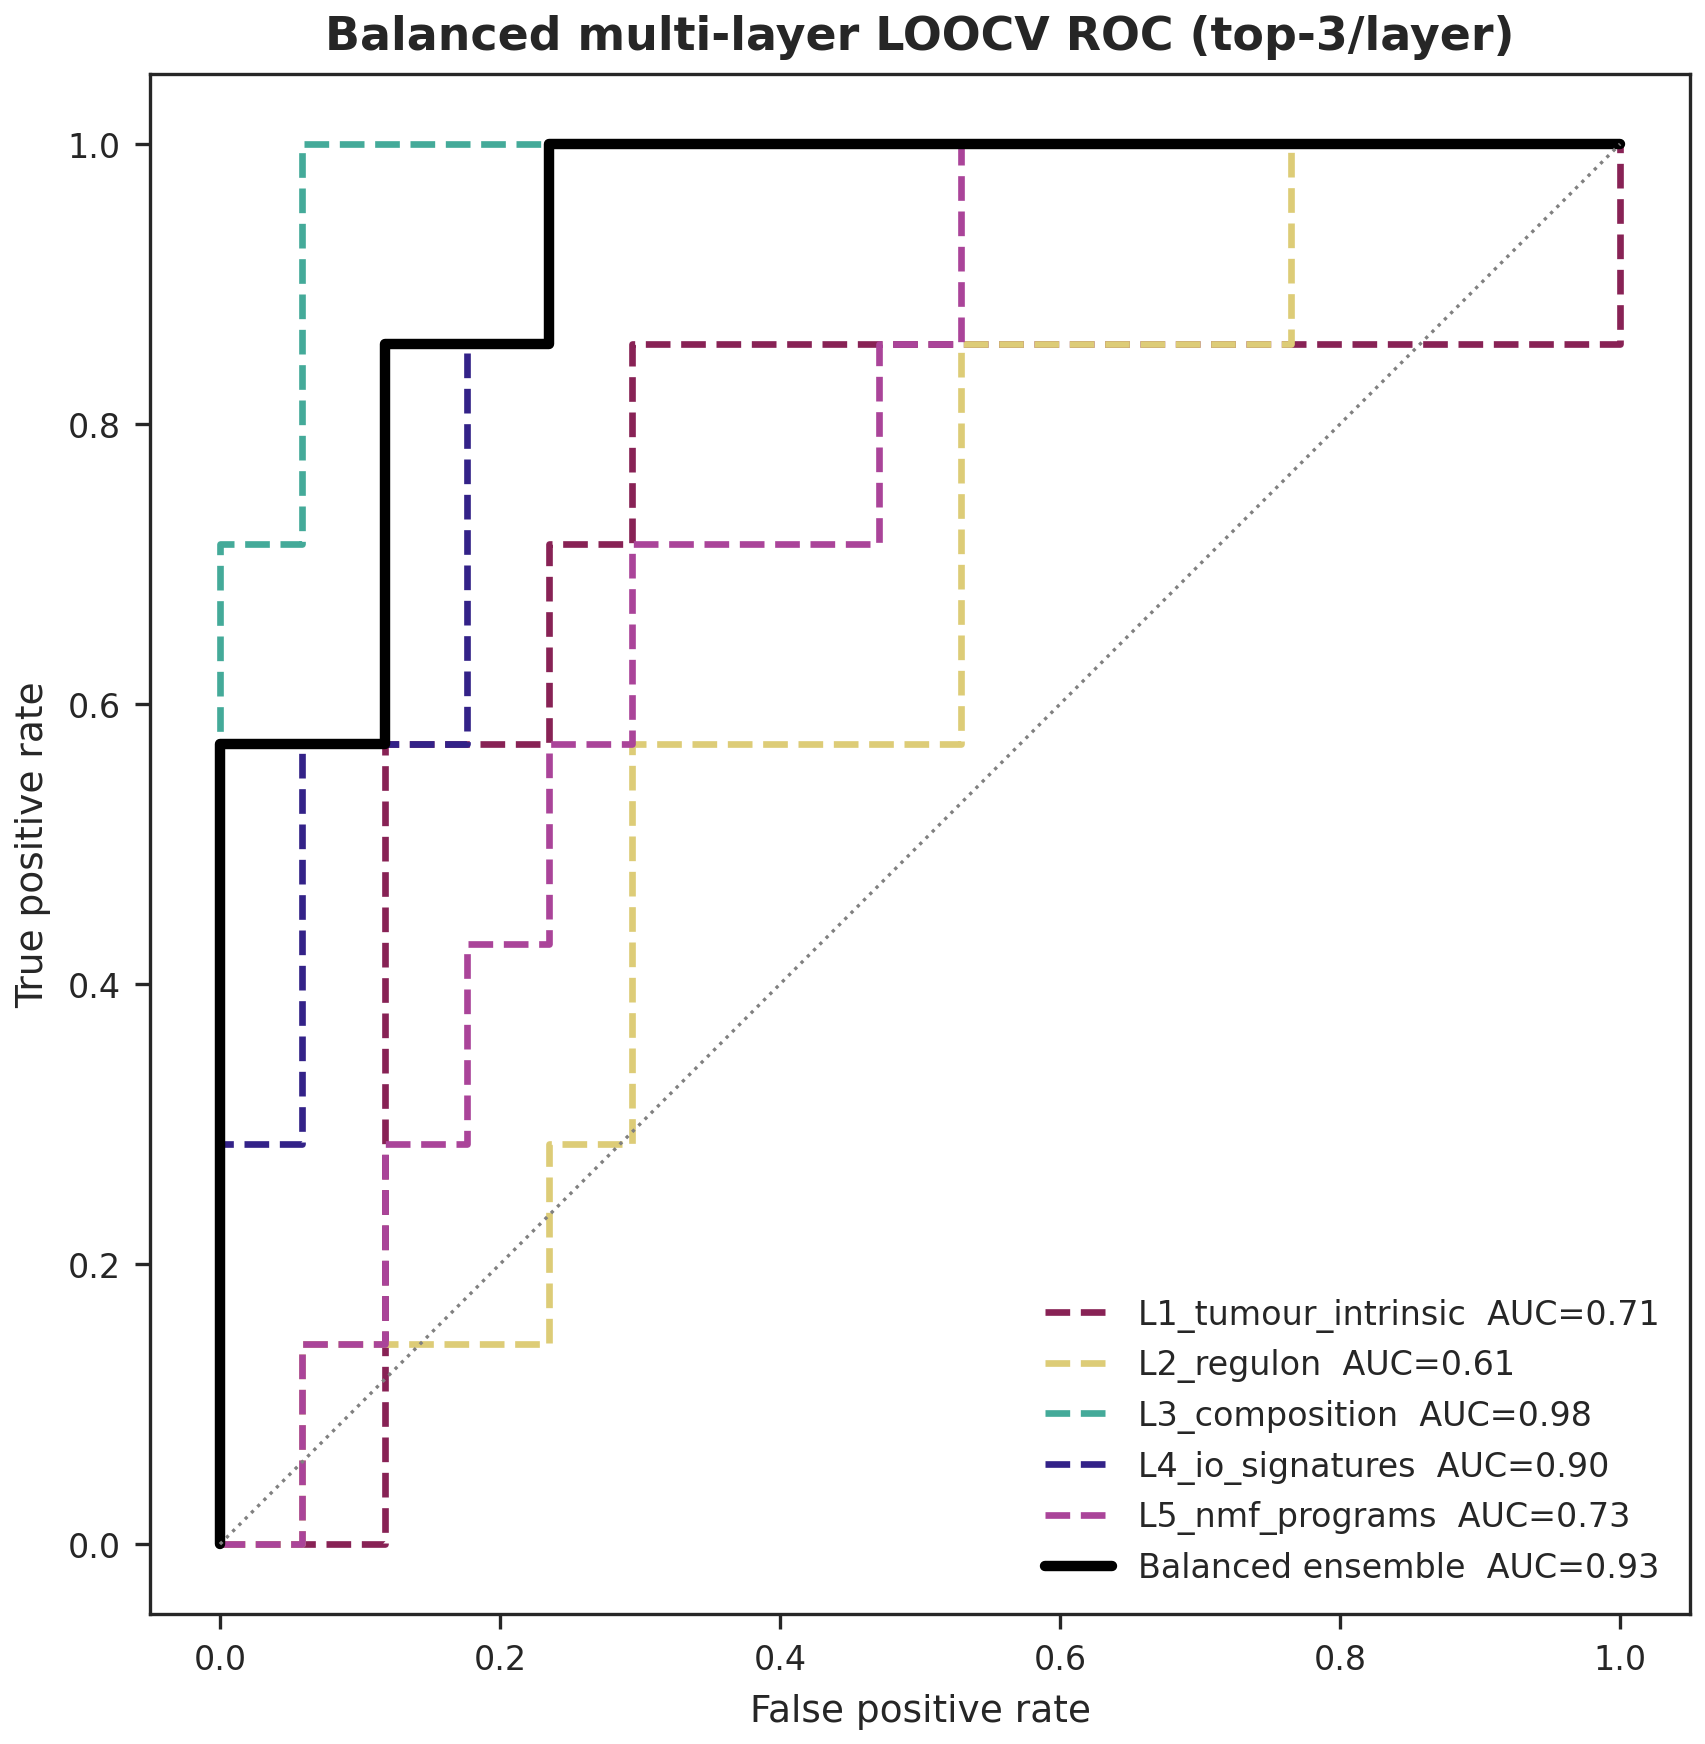 Balanced multi-layer LOOCV ROC (top-3/layer)
True positive rate
1.0
0.8
0.6
0.4
0.2
0.0
L1_tumour_intrinsic AUC=0.71
L2_regulon AUC=0.61
L3_composition AUC=0.98
L4_io_signatures AUC=0.90
L5_nmf_programs AUC=0.73
Balanced ensemble AUC=0.93
0.0 0.2 0.4 0.6 0.8 1.0
False positive rate